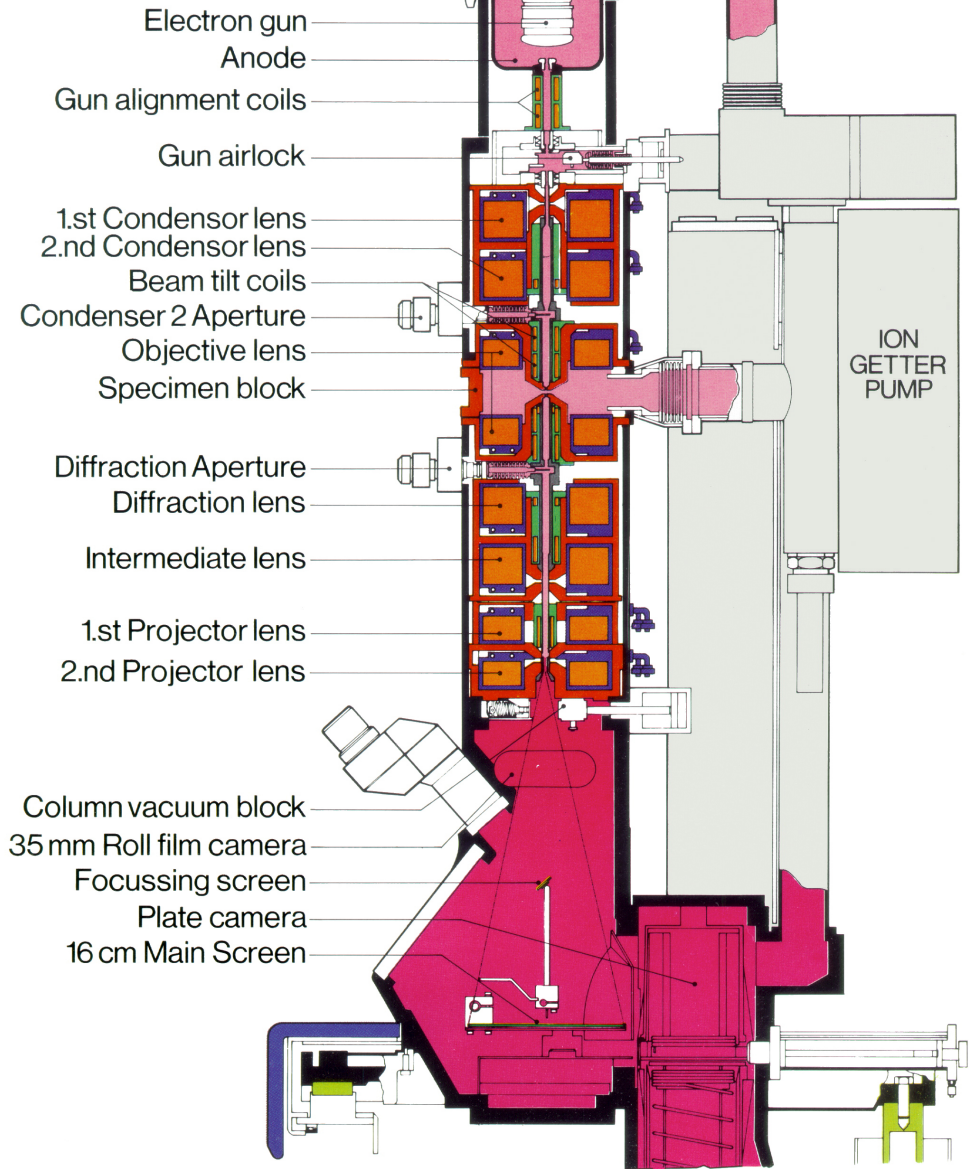 Electron gun
Anode
Gun alignment coils
Gun airlock
1.st Condensor lens
2.nd Condensor lens
Beam tilt coils
Condenser 2 Aperture
Objective lens
Specimen block
Diffraction Aperture
Diffraction lens
Intermediate lens
1.st Projector lens
2.nd Projector lens
Column vacuum block
35 mm Roll film camera
Focussing screen
Plate camera
16 cm Main Screen
ION
GETTER
PUMP